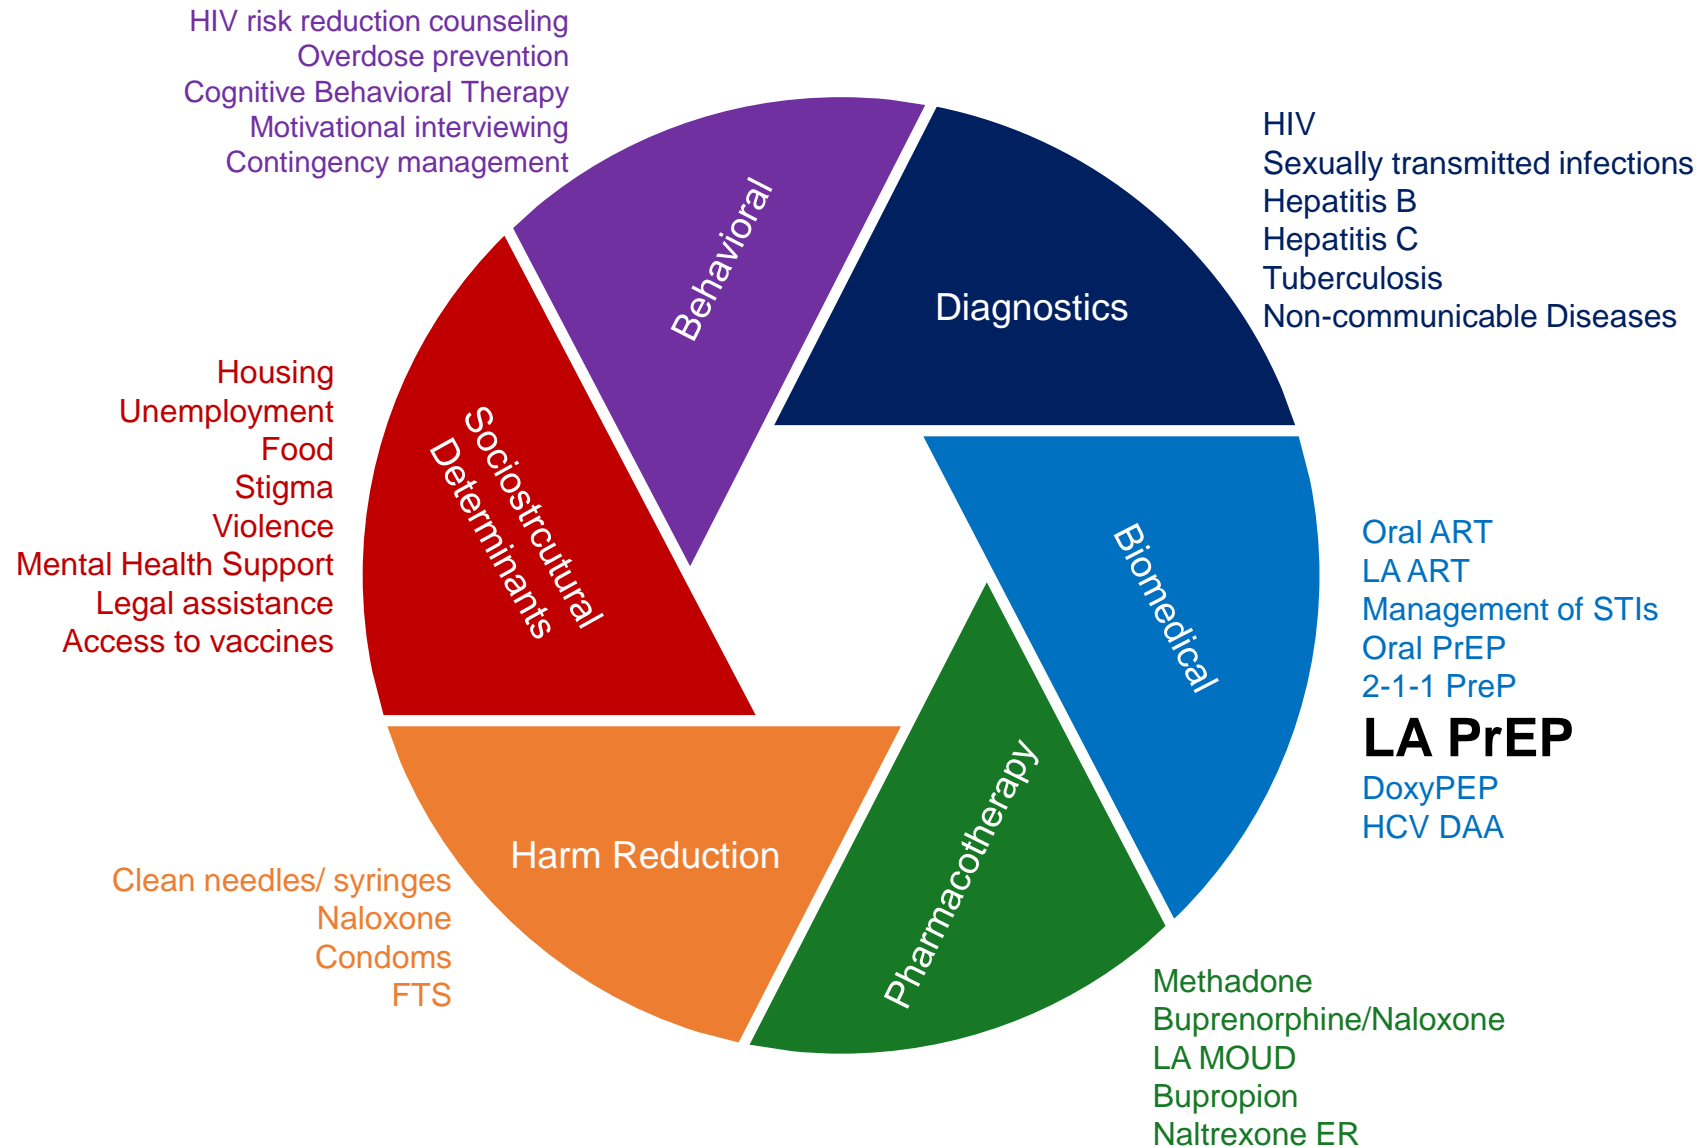 HIV risk reduction counseling
Overdose prevention
Cognitive Behavioral Therapy
Motivational interviewing
Contingency management
Behavioral
Diagnostics
HIV
Sexually transmitted infections
Hepatitis B
Hepatitis C
Tuberculosis
Non-communicable Diseases
Housing
Unemployment
Food
Stigma
Violence
Mental Health Support
Legal assistance
Access to vaccines
Sociostrcutural
Determinants
Biomedical
Oral ART
LA ART
Management of STIs
Oral PrEP
2-1-1 PreP
LA PrEP
DoxyPEP
HCV DAA
Harm Reduction
Clean needles/ syringes
Naloxone
Condoms
FTS
Pharmacotherapy
Methadone
Buprenorphine/Naloxone
LA MOUD
Bupropion
Naltrexone ER